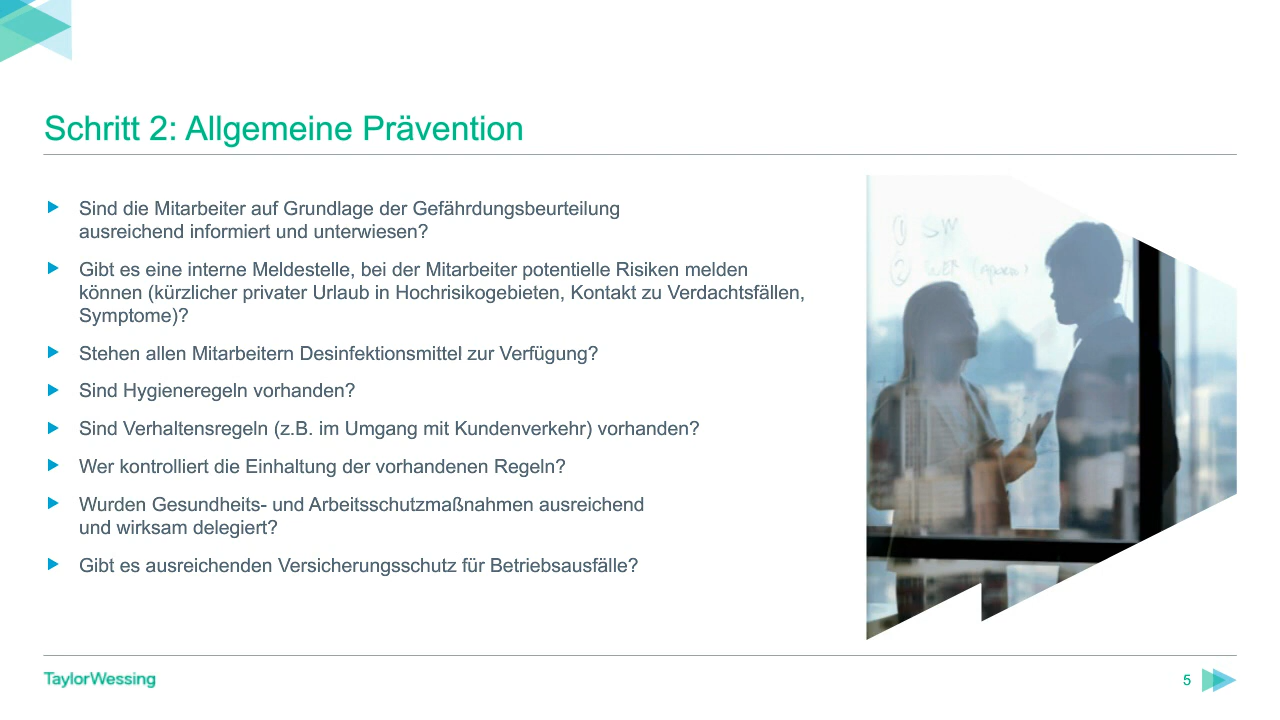 Schritt 2: Allgemeine Prävention
Sind die Mitarbeiter auf Grundlage der Gefährdungsbeurteilung
ausreichend informiert und unterwiesen?
Gibt es eine interne Meldestelle, bei der Mitarbeiter potentielle Risiken melden
können (kürzlicher privater Urlaub in Hochrisikogebieten, Kontakt zu Verdachtsfällen,
Symptome)?
Stehen allen Mitarbeitern Desinfektionsmittel zur Verfügung?
Sind Hygieneregeln vorhanden?
Sind Verhaltensregeln (z.B. im Umgang mit Kundenverkehr) vorhanden?
Wer kontrolliert die Einhaltung der vorhandenen Regeln?
Wurden Gesundheits- und Arbeitsschutzmaßnahmen ausreichend
und wirksam delegiert?
Gibt es ausreichenden Versicherungsschutz für Betriebsausfälle?
1
2
TaylorWessing
5